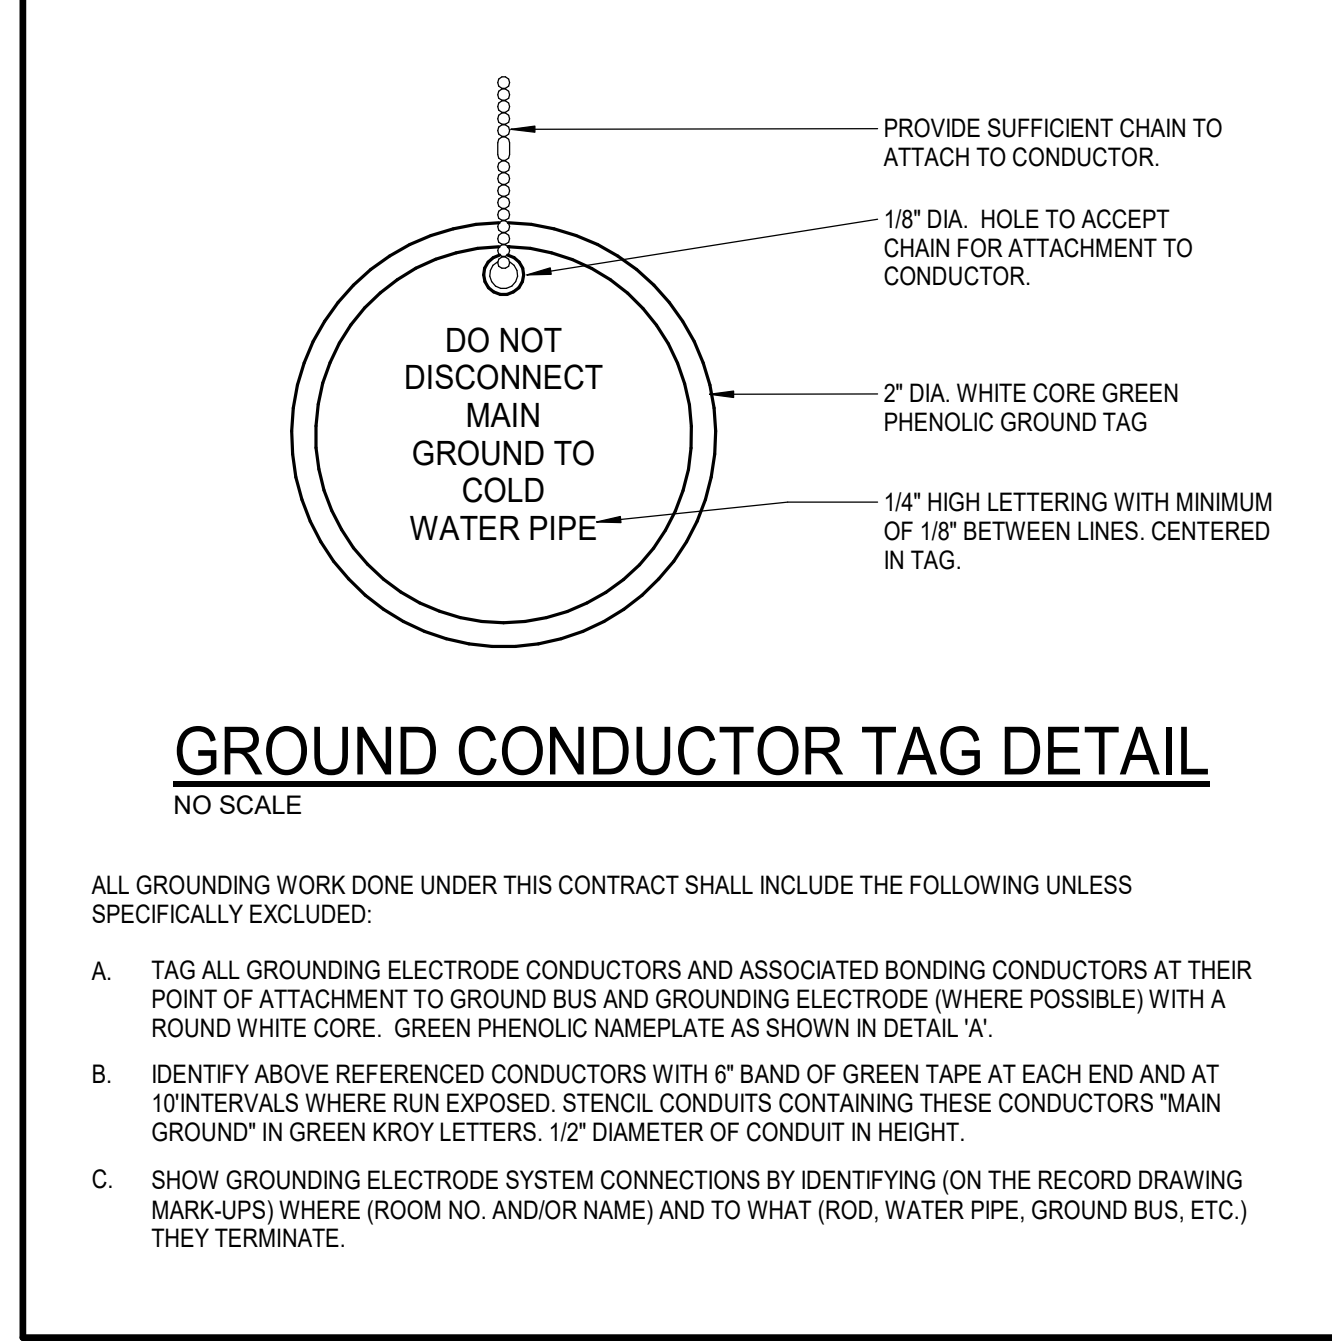 PROVIDE SUFFICIENT CHAIN TO
ATTACH TO CONDUCTOR.
1/8" DIA.  HOLE TO ACCEPT
CHAIN FOR ATTACHMENT TO
CONDUCTOR.
DO NOT
DISCONNECT
MAIN
GROUND TO
COLD
WATER PIPE
2" DIA. WHITE CORE GREEN
PHENOLIC GROUND TAG
1/4" HIGH LETTERING WITH MINIMUM
OF 1/8" BETWEEN LINES. CENTERED
IN TAG.
GROUND CONDUCTOR TAG DETAIL
NO SCALE
ALL GROUNDING WORK DONE UNDER THIS CONTRACT SHALL INCLUDE THE FOLLOWING UNLESS
SPECIFICALLY EXCLUDED:
A. TAG ALL GROUNDING ELECTRODE CONDUCTORS AND ASSOCIATED BONDING CONDUCTORS AT THEIR
POINT OF ATTACHMENT TO GROUND BUS AND GROUNDING ELECTRODE (WHERE POSSIBLE) WITH A
ROUND WHITE CORE.  GREEN PHENOLIC NAMEPLATE AS SHOWN IN DETAIL 'A'.
B. IDENTIFY ABOVE REFERENCED CONDUCTORS WITH 6" BAND OF GREEN TAPE AT EACH END AND AT
10'INTERVALS WHERE RUN EXPOSED. STENCIL CONDUITS CONTAINING THESE CONDUCTORS "MAIN
GROUND" IN GREEN KROY LETTERS. 1/2" DIAMETER OF CONDUIT IN HEIGHT.
C. SHOW GROUNDING ELECTRODE SYSTEM CONNECTIONS BY IDENTIFYING (ON THE RECORD DRAWING
MARK-UPS) WHERE (ROOM NO. AND/OR NAME) AND TO WHAT (ROD, WATER PIPE, GROUND BUS, ETC.)
THEY TERMINATE.